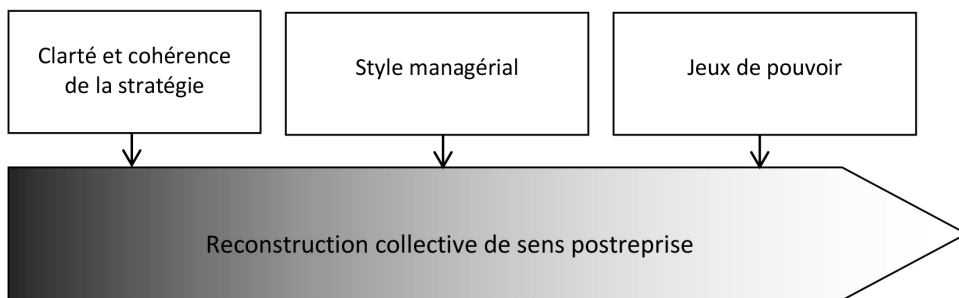 Clarté et cohérence
de la stratégie
Style managérial
Jeux de pouvoir
Reconstruction collective de sens postreprise